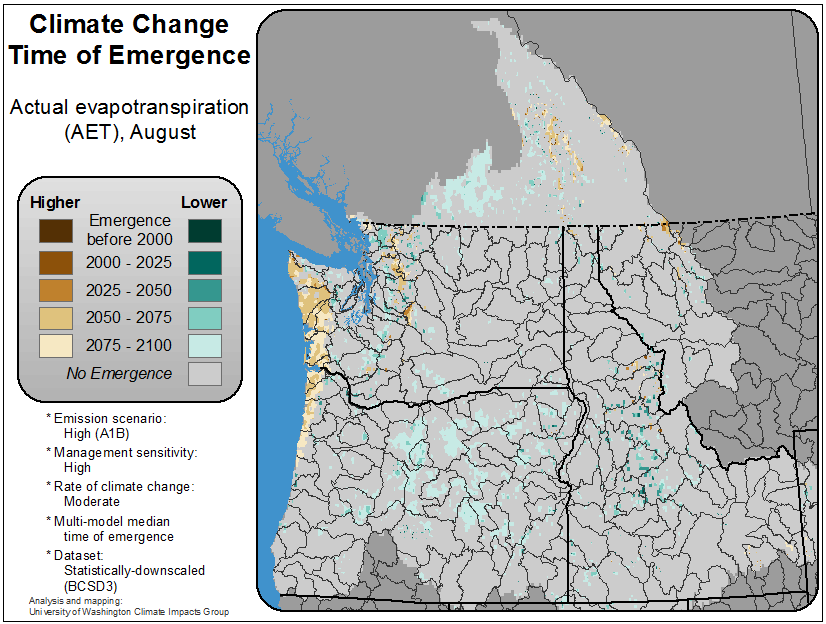 Climate Change
Time of Emergence
Actual evapotranspiration
(AET), August
Higher
Lower
Emergence
before 2000
2000 - 2025
2025 - 2050
2050 - 2075
2075 - 2100
No Emergence
* Emission scenario:
High (A1B)
* Management sensitivity:
High
* Rate of climate change:
Moderate
* Multi-model median
time of emergence
* Dataset:
Statistically-downscaled
(BCSD3)
Analysis and mapping:
University of Washington Climate Impacts Group